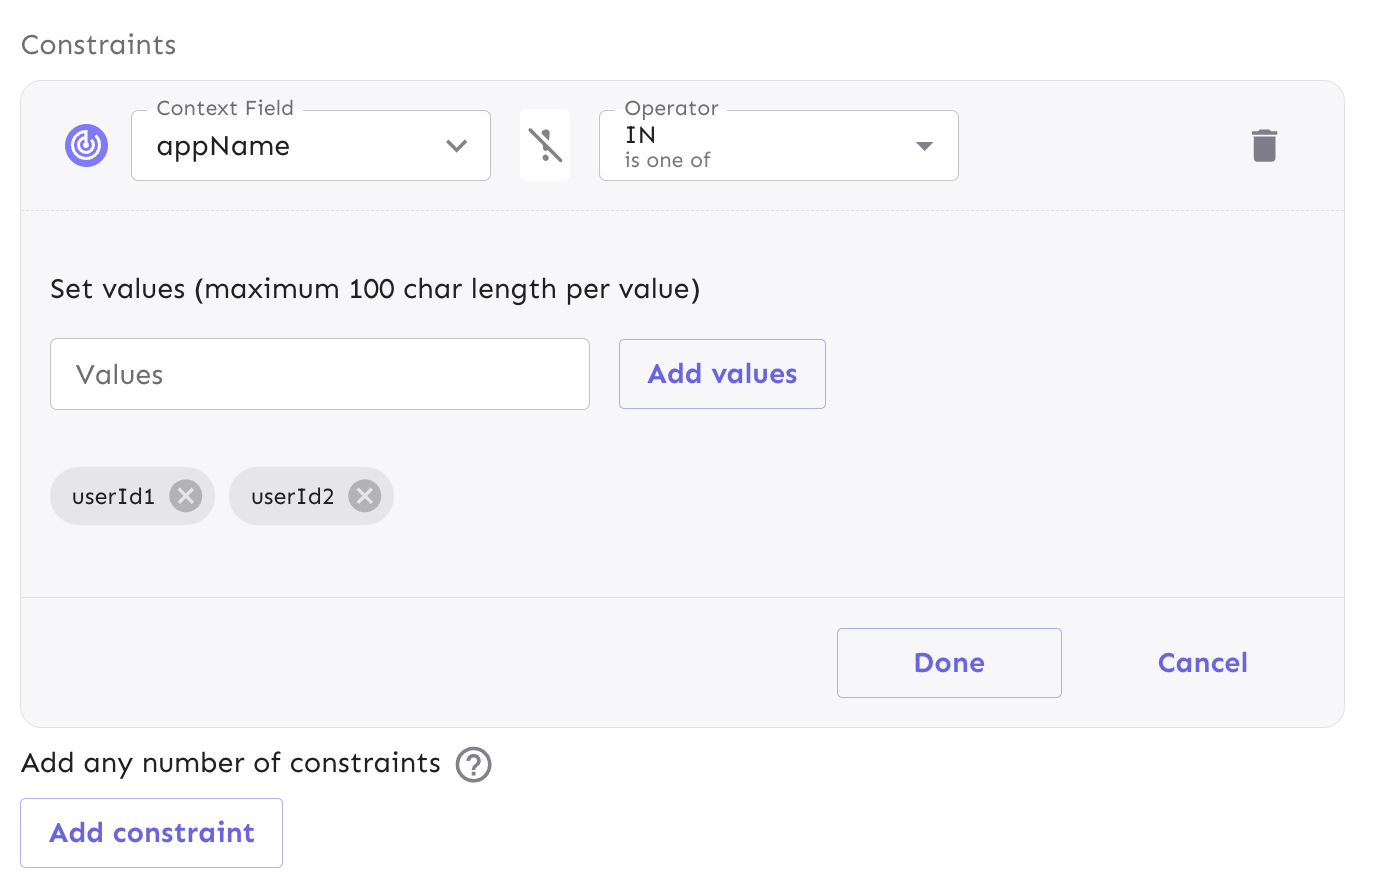 Constraints
Context Field
appName
Operator
IN
is one of
Set values (maximum 100 char length per value)
Values
Add values
userId1
userId2
Done
Cancel
Add any number of constraints
Add constraint